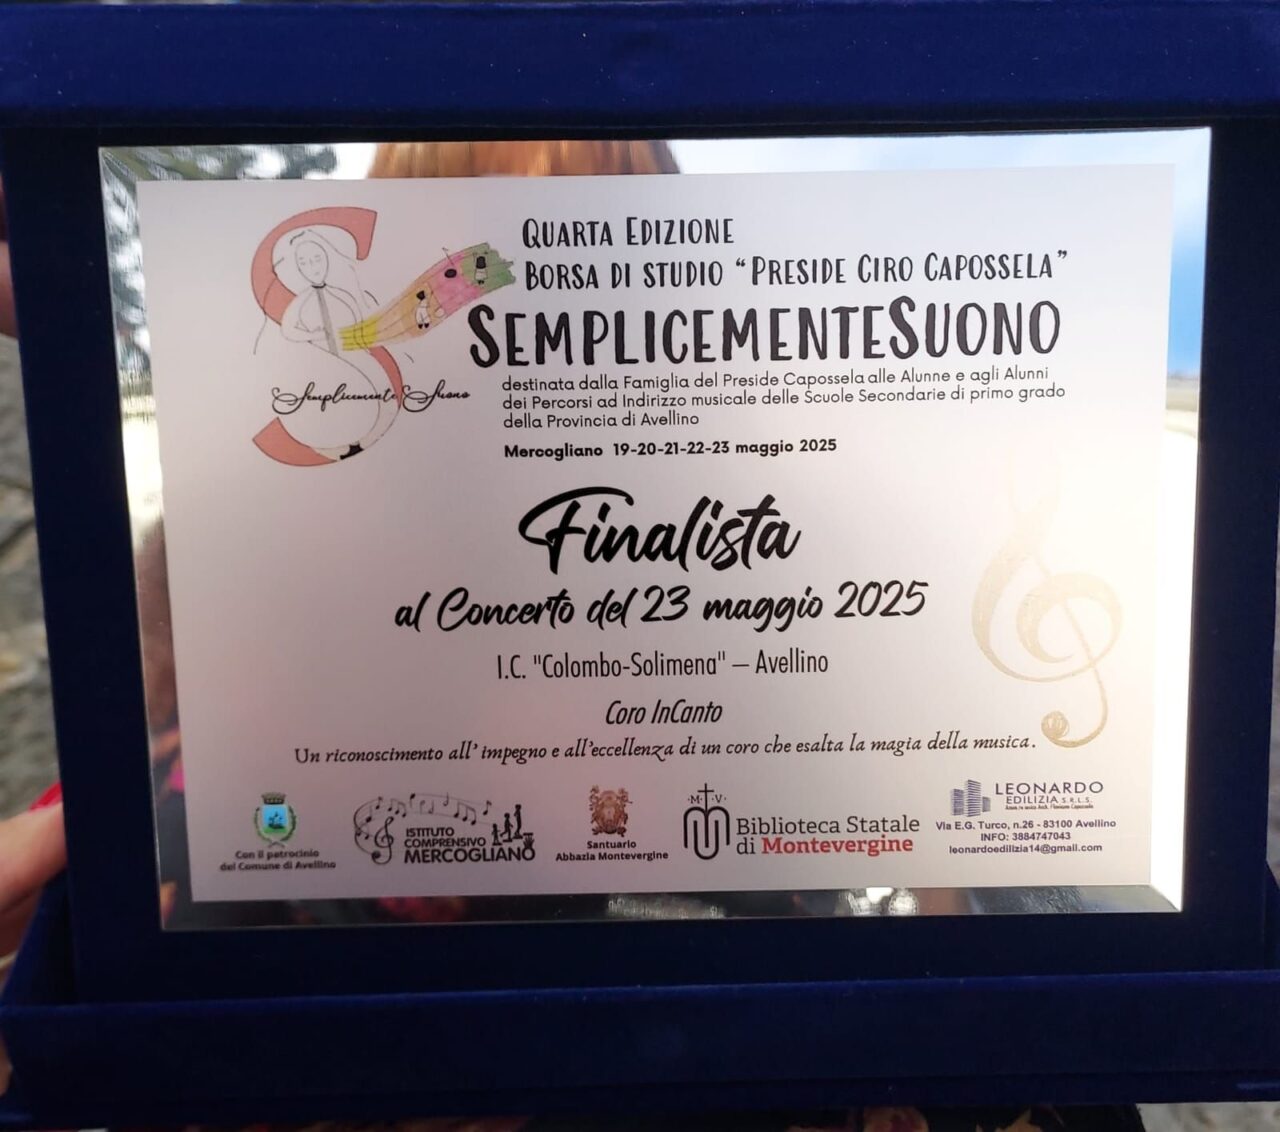 Quarta Edizione
Borsa di studio “Preside Ciro Capossela”
SemplicementeSuono
Semplicemente Suono
destinata dalla Famiglia del Preside Capossela alle Alunne e agli Alunni
dei Percorsi ad Indirizzo musicale delle Scuole Secondarie di primo grado
della Provincia di Avellino
Mercogliano 19-20-21-22-23 maggio 2025
Finalista
al Concerto del 23 maggio 2025
I.C. "Colombo-Solimena" – Avellino
Coro InCanto
Un riconoscimento all' impegno e all'eccellenza di un coro che esalta la magia della musica.
Con il patrocinio
del Comune di Avellino
ISTITUTO
COMPRENSIVO
MERCOGLIANO
Santuario
Abbazia Montevergine
M V
Biblioteca Statale
di Montevergine
LEONARDO
EDILIZIA S.R.L.S.
Via E.G. Turco, n.26 - 83100 Avellino
INFO: 3884747043
leonardoedilizia14@gmail.com